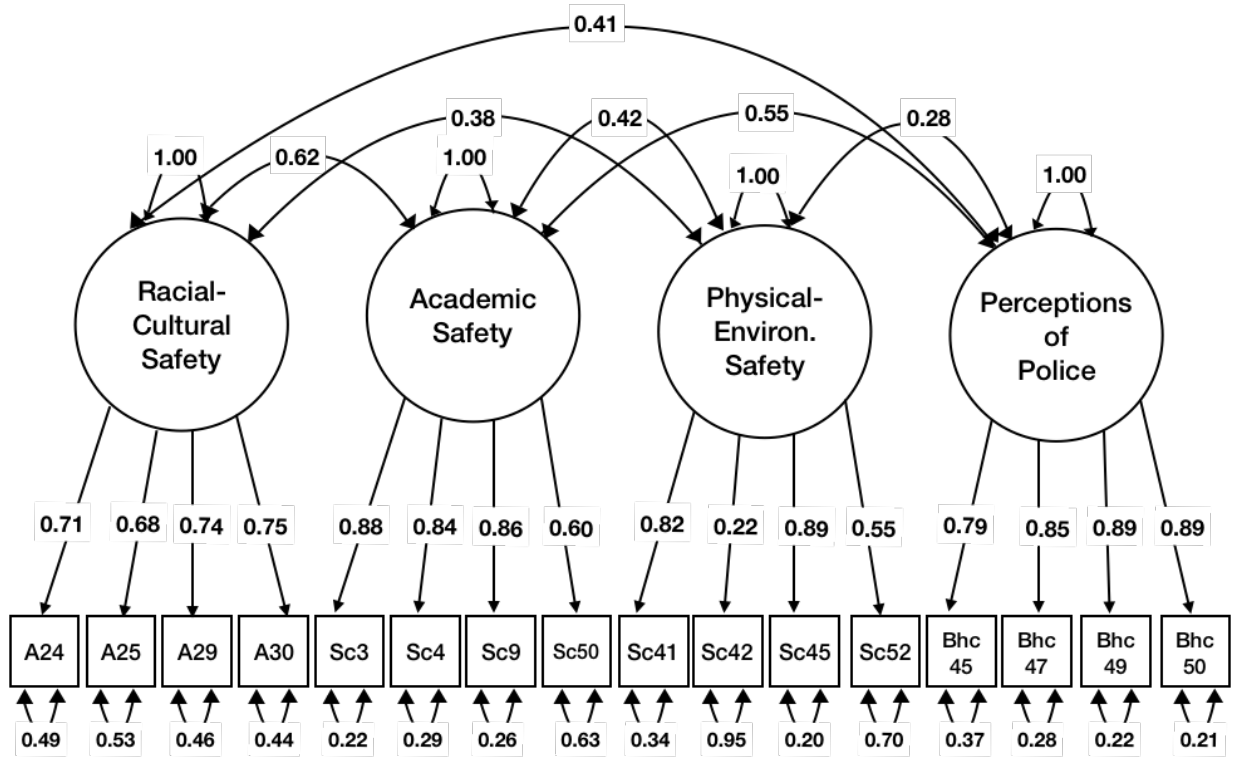 0.41
0.38
0.42
0.55
0.28
1.00
0.62
1.00
1.00
1.00
Racial-
Cultural
Safety
Academic
Safety
Physical-
Environ.
Safety
Perceptions
of
Police
0.71
0.68
0.74
0.75
0.88
0.84
0.86
0.60
0.82
0.22
0.89
0.55
0.79
0.85
0.89
0.89
A24
A25
A29
A30
Sc3
Sc4
Sc9
Sc50
Sc41
Sc42
Sc45
Sc52
Bhc
45
Bhc
47
Bhc
49
Bhc
50
0.49
0.53
0.46
0.44
0.22
0.29
0.26
0.63
0.34
0.95
0.20
0.70
0.37
0.28
0.22
0.21